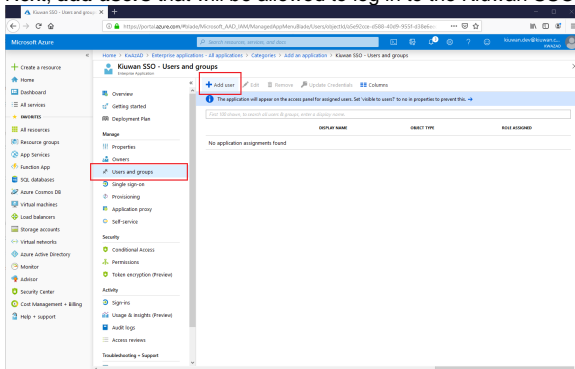 Next, add users that will be allowed to log in to the Kiuwan SSO
Kiuwan SSO - Users and grou
https://portal.azure.com/#blade/Microsoft_AAD_IAM/ManagedAppMenuBlade/Users/objectId/
Microsoft Azure
Search resources, services, and docs
KIUWAN
Home > KWAZAD > Enterprise applications - All applications > Categories > Add an application > Kiuwan SSO - Users and groups
Kiuwan SSO - Users and groups
Enterprise Application
Create a resource
Home
Dashboard
All services
FAVORITES
All resources
Resource groups
App Services
Function App
SQL databases
Azure Cosmos DB
Virtual machines
Load balancers
Storage accounts
Virtual networks
Azure Active Directory
Monitor
Advisor
Security Center
Cost Management + Billing
Help + support
Overview
Getting started
Deployment Plan
Manage
Properties
Owners
Users and groups
Single sign-on
Provisioning
Application proxy
Self-service
Security
Conditional Access
Permissions
Token encryption (Preview)
Activity
Sign-ins
Usage & insights (Preview)
Audit logs
Access reviews
Troubleshooting + Support
Add user Edit Remove Update Credentials Columns
The application will appear on the access panel for assigned users. Set 'visible to users?' to no in properties to prevent this. →
First 100 shown, to search all users & groups, enter a display name.
DISPLAY NAME OBJECT TYPE ROLE ASSIGNED
No application assignments found